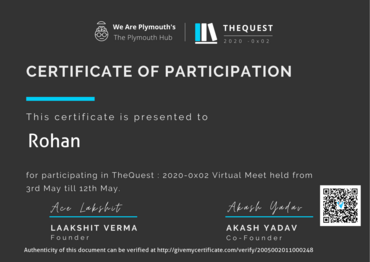 We Are Plymouth's
The Plymouth Hub
THEQUEST
2020 -0x02
CERTIFICATE OF PARTICIPATION
This certificate is presented to
Rohan
for participating in TheQuest : 2020-0x02 Virtual Meet held from
3rd May till 12th May.
Ace Lakshit
Akash Yadav
LAAKSHIT VERMA
AKASH YADAV
Founder
Co-Founder
Authenticity of this document can be verified at http://givemycertificate.com/verify/2005002011000248